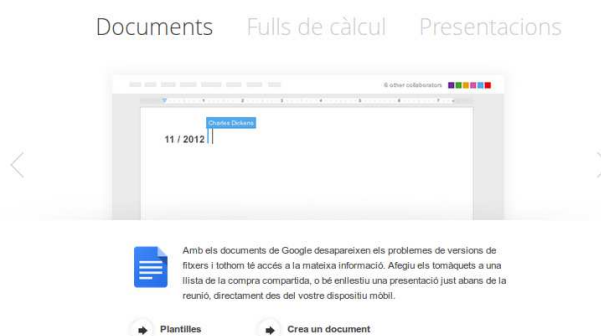 Documents Fulls de càlcul Presentacions
6 other collaborators
Charles Dickens
11 / 2012
Amb els documents de Google desapareixen els problemes de versions de
fitxers i tothom té accés a la mateixa informació. Afegiu els tomàquets a una
llista de la compra compartida, o bé enllestiu una presentació just abans de la
reunió, directament des del vostre dispositiu mòbil.
Plantilles Crea un document